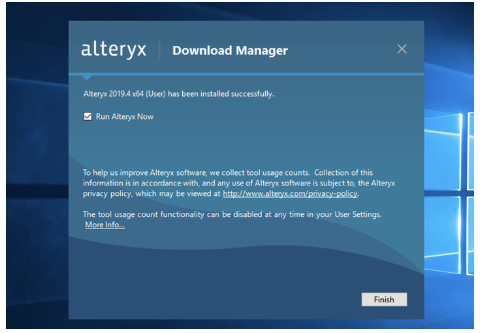 alteryx Download Manager
Alteryx 2019.4 x64 (User) has been installed successfully.
Run Alteryx Now
To help us improve Alteryx software, we collect tool usage counts. Collection of this
information is in accordance with, and any use of Alteryx software is subject to, the Alteryx
privacy policy, which may be viewed at http://www.alteryx.com/privacy-policy.
The tool usage count functionality can be disabled at any time in your User Settings.
More Info...
Finish